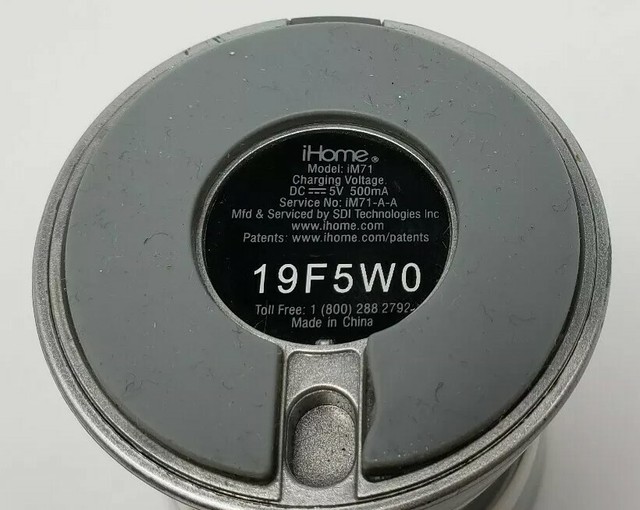 iHome®
Model: iM71
Charging Voltage
DC ⎓ 5V 500mA
Service No: iM71-A-A
Mfd & Serviced by SDI Technologies Inc
www.ihome.com
Patents: www.ihome.com/patents
19F5W0
Toll Free: 1 (800) 288 2792
Made in China